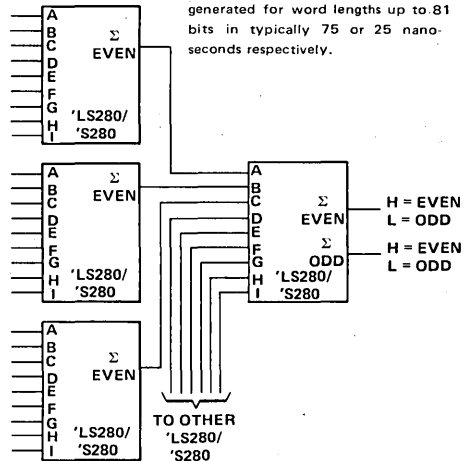 generated for word lengths up to 81
bits in typically 75 or 25 nano-
seconds respectively.
A
B
C
D
E
F
G
H
I
Σ
EVEN
'LS280/
'S280
A
B
C
D
E
F
G
H
I
Σ
EVEN
'LS280/
'S280
A
B
C
D
E
F
G
H
I
Σ
EVEN
'LS280/
'S280
A
B
C
D
E
F
G
H
I
Σ
EVEN
Σ
ODD
'LS280/
'S280
H = EVEN
L = ODD
H = EVEN
L = ODD
TO OTHER
'LS280/
'S280